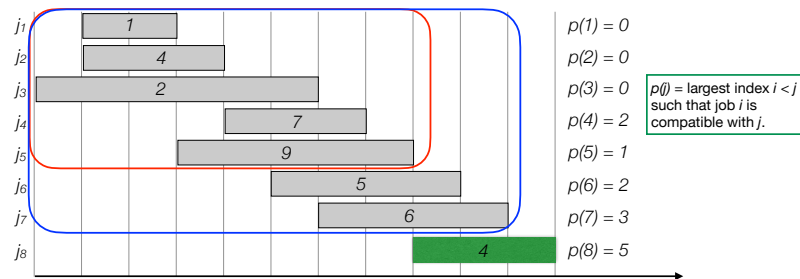 j1 1 p(1) = 0
j2 4 p(2) = 0
j3 2 p(3) = 0
p(j) = largest index i < j
such that job i is
compatible with j.
j4 7 p(4) = 2
j5 9 p(5) = 1
j6 5 p(6) = 2
j7 6 p(7) = 3
j8 4 p(8) = 5